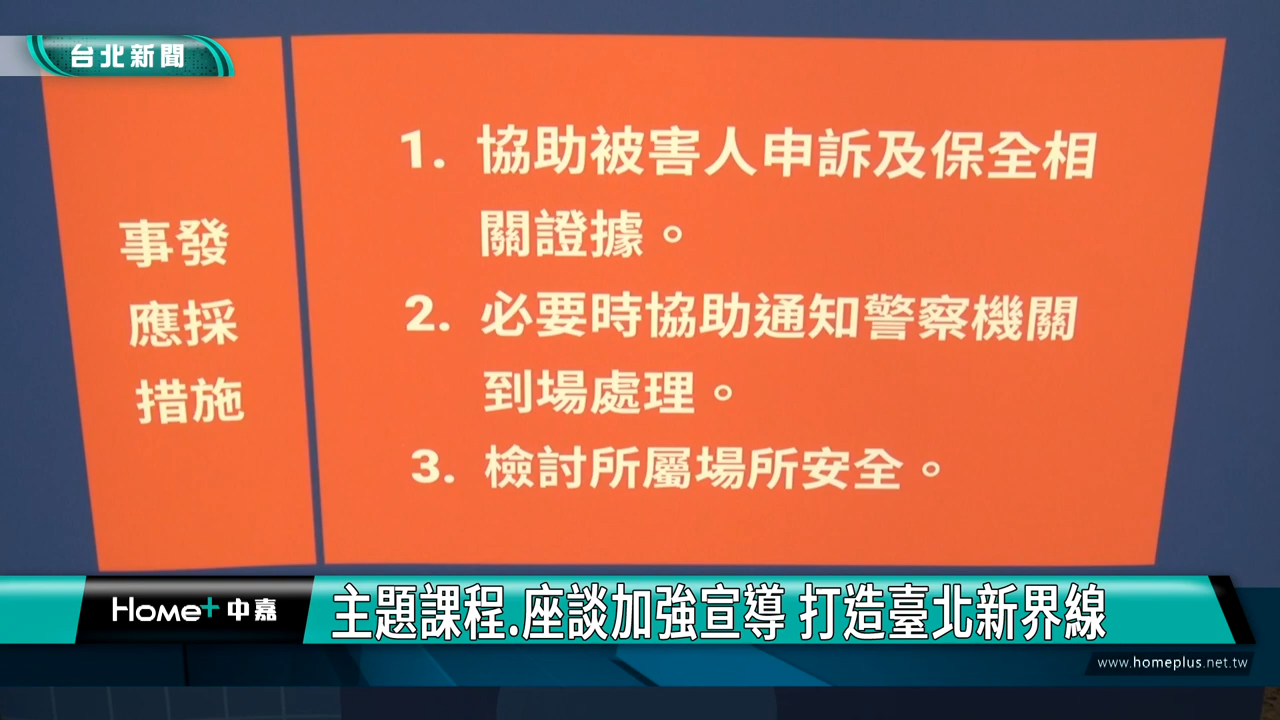 台北新聞
事發
應採
措施
1. 協助被害人申訴及保全相
關證據。
2. 必要時協助通知警察機關
到場處理。
3. 檢討所屬場所安全。
Home+ 中嘉
主題課程.座談加強宣導 打造臺北新界線
www.homeplus.net.tw